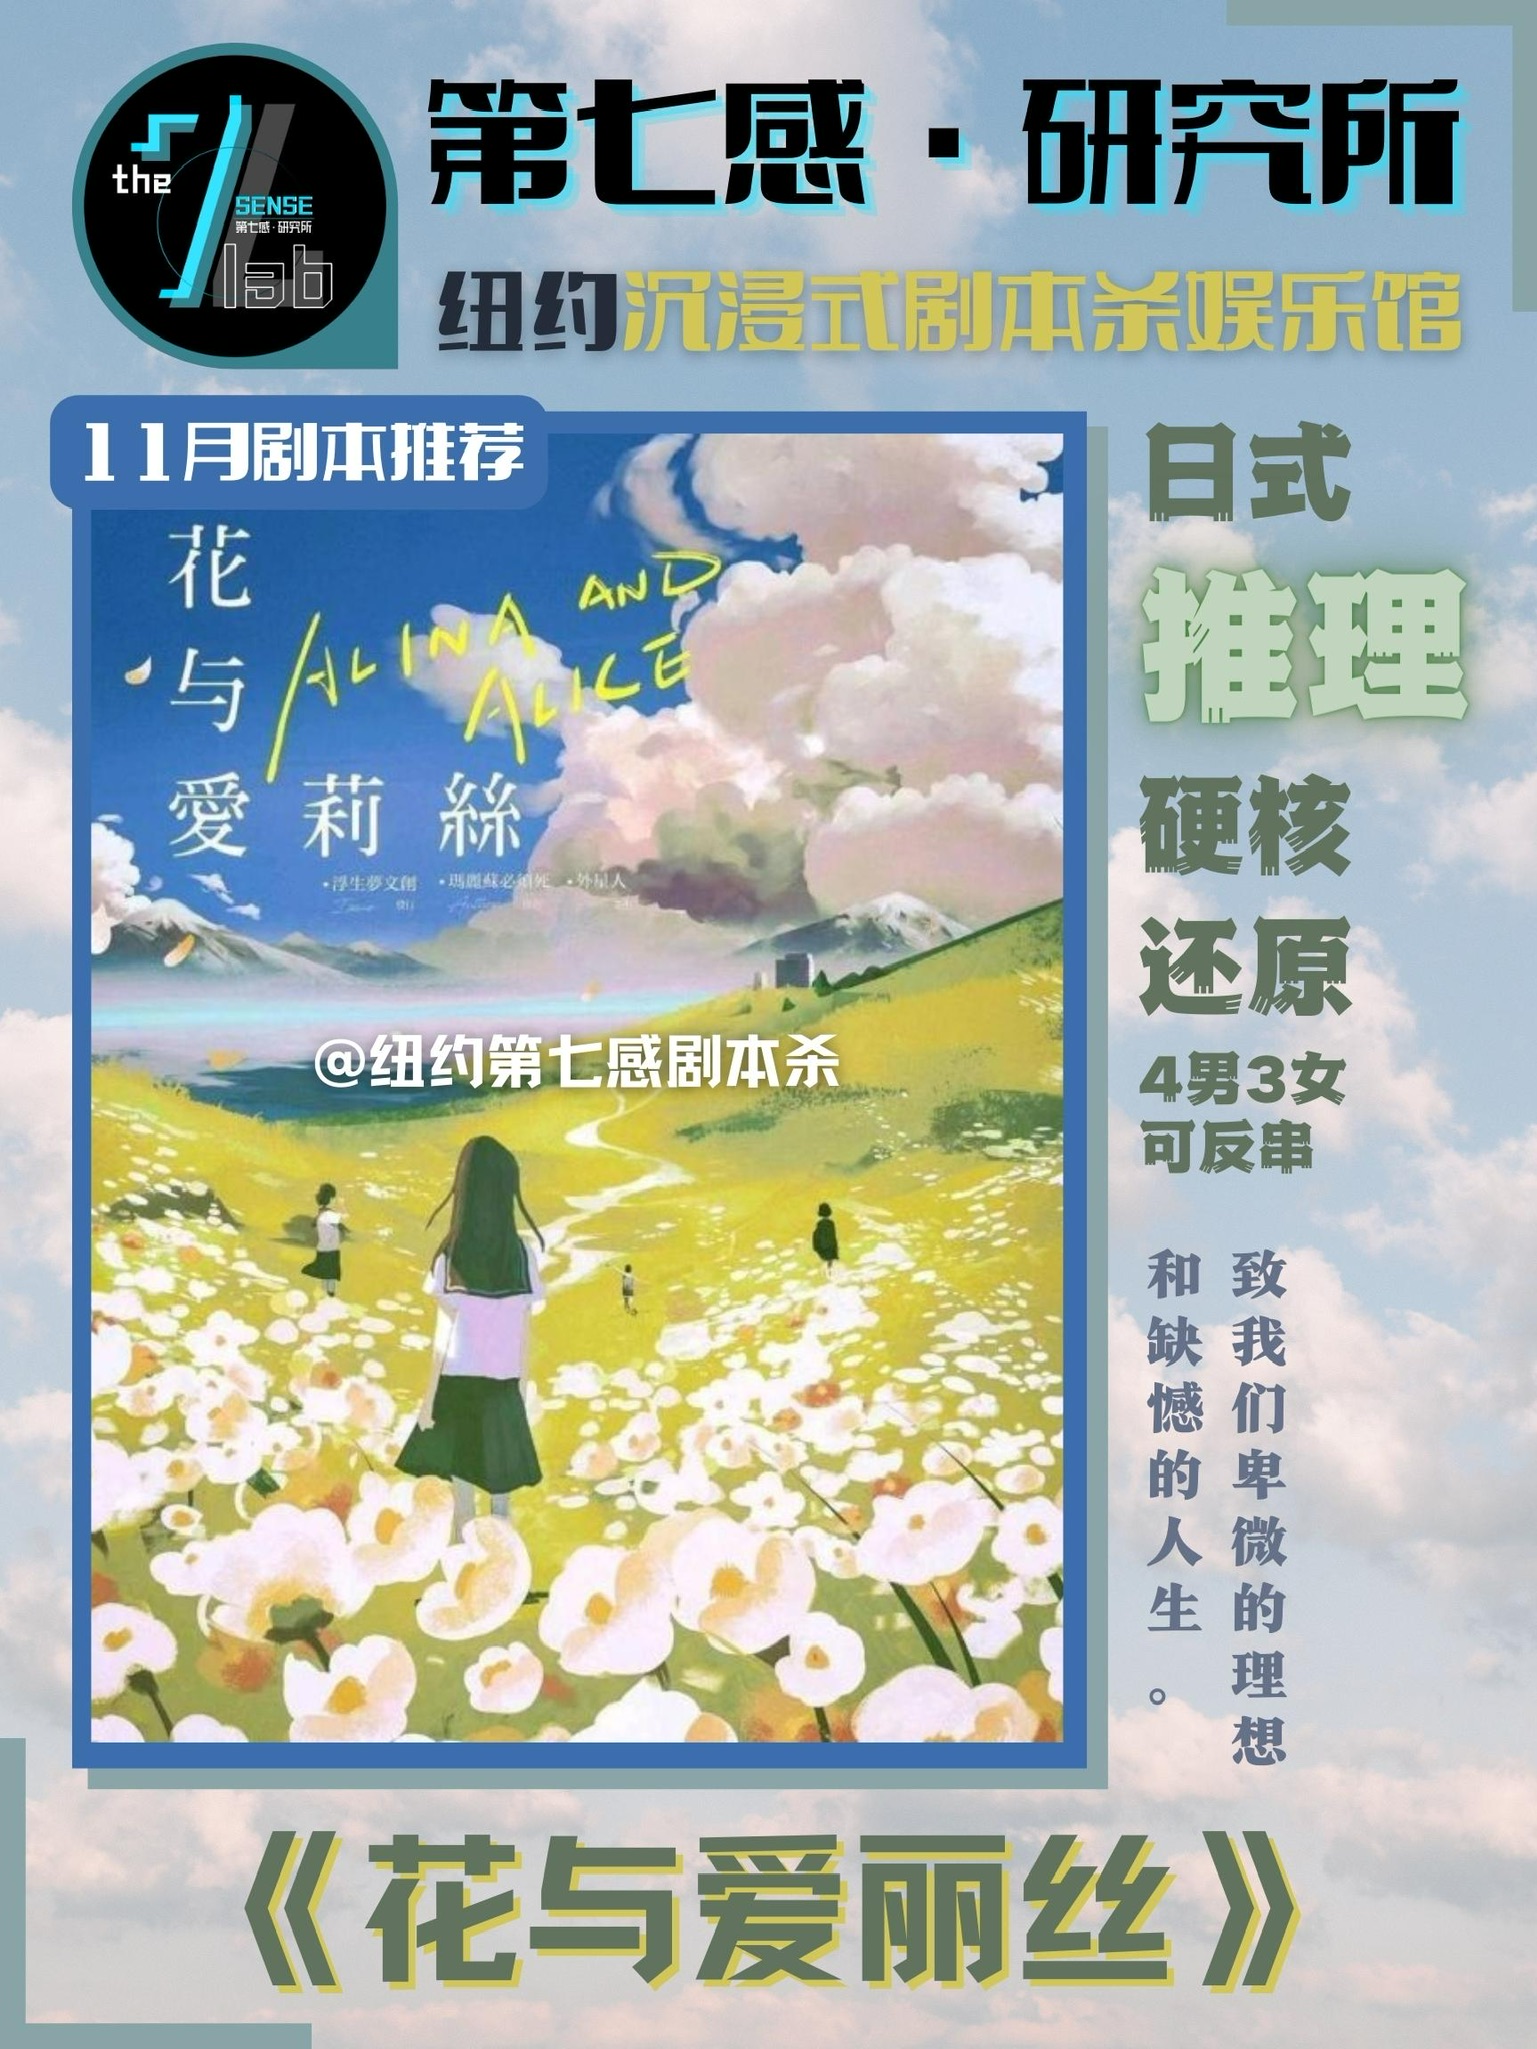 the
SENSE
第七感·研究所
lab
第七感·研究所
纽约沉浸式剧本杀娱乐馆
11月剧本推荐
花
与
愛莉絲
ALINA AND
ALICE
•浮生夢文創 •瑪麗蘇必須死 •外星人
發行
@纽约第七感剧本杀
日式
推理
硬核
还原
4男3女
可反串
致我们卑微的理想
和缺憾的人生。
《花与爱丽丝》